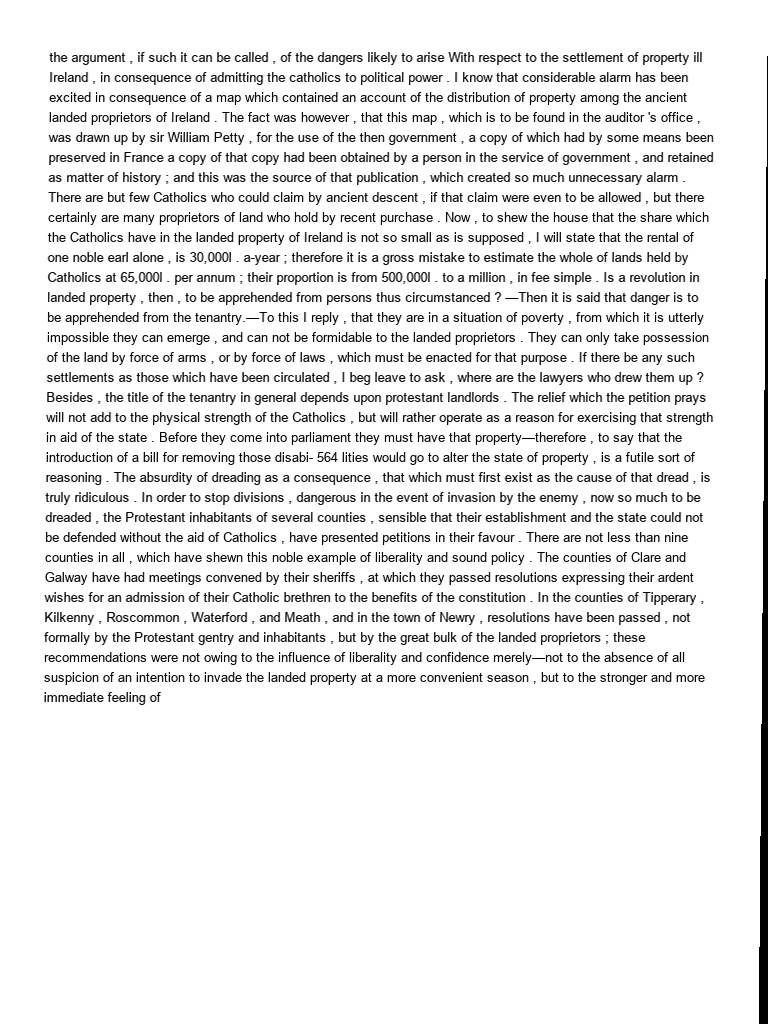 the argument , if such it can be called , of the dangers likely to arise With respect to the settlement of property ill
Ireland , in consequence of admitting the catholics to political power . I know that considerable alarm has been
excited in consequence of a map which contained an account of the distribution of property among the ancient
landed proprietors of Ireland . The fact was however , that this map , which is to be found in the auditor 's office ,
was drawn up by sir William Petty , for the use of the then government , a copy of which had by some means been
preserved in France a copy of that copy had been obtained by a person in the service of government , and retained
as matter of history ; and this was the source of that publication , which created so much unnecessary alarm .
There are but few Catholics who could claim by ancient descent , if that claim were even to be allowed , but there
certainly are many proprietors of land who hold by recent purchase . Now , to shew the house that the share which
the Catholics have in the landed property of Ireland is not so small as is supposed , I will state that the rental of
one noble earl alone , is 30,000l . a-year ; therefore it is a gross mistake to estimate the whole of lands held by
Catholics at 65,000l . per annum ; their proportion is from 500,000l . to a million , in fee simple . Is a revolution in
landed property , then , to be apprehended from persons thus circumstanced ? —Then it is said that danger is to
be apprehended from the tenantry.—To this I reply , that they are in a situation of poverty , from which it is utterly
impossible they can emerge , and can not be formidable to the landed proprietors . They can only take possession
of the land by force of arms , or by force of laws , which must be enacted for that purpose . If there be any such
settlements as those which have been circulated , I beg leave to ask , where are the lawyers who drew them up ?
Besides , the title of the tenantry in general depends upon protestant landlords . The relief which the petition prays
will not add to the physical strength of the Catholics , but will rather operate as a reason for exercising that strength
in aid of the state . Before they come into parliament they must have that property—therefore , to say that the
introduction of a bill for removing those disabi- 564 lities would go to alter the state of property , is a futile sort of
reasoning . The absurdity of dreading as a consequence , that which must first exist as the cause of that dread , is
truly ridiculous . In order to stop divisions , dangerous in the event of invasion by the enemy , now so much to be
dreaded , the Protestant inhabitants of several counties , sensible that their establishment and the state could not
be defended without the aid of Catholics , have presented petitions in their favour . There are not less than nine
counties in all , which have shewn this noble example of liberality and sound policy . The counties of Clare and
Galway have had meetings convened by their sheriffs , at which they passed resolutions expressing their ardent
wishes for an admission of their Catholic brethren to the benefits of the constitution . In the counties of Tipperary ,
Kilkenny , Roscommon , Waterford , and Meath , and in the town of Newry , resolutions have been passed , not
formally by the Protestant gentry and inhabitants , but by the great bulk of the landed proprietors ; these
recommendations were not owing to the influence of liberality and confidence merely—not to the absence of all
suspicion of an intention to invade the landed property at a more convenient season , but to the stronger and more
immediate feeling of